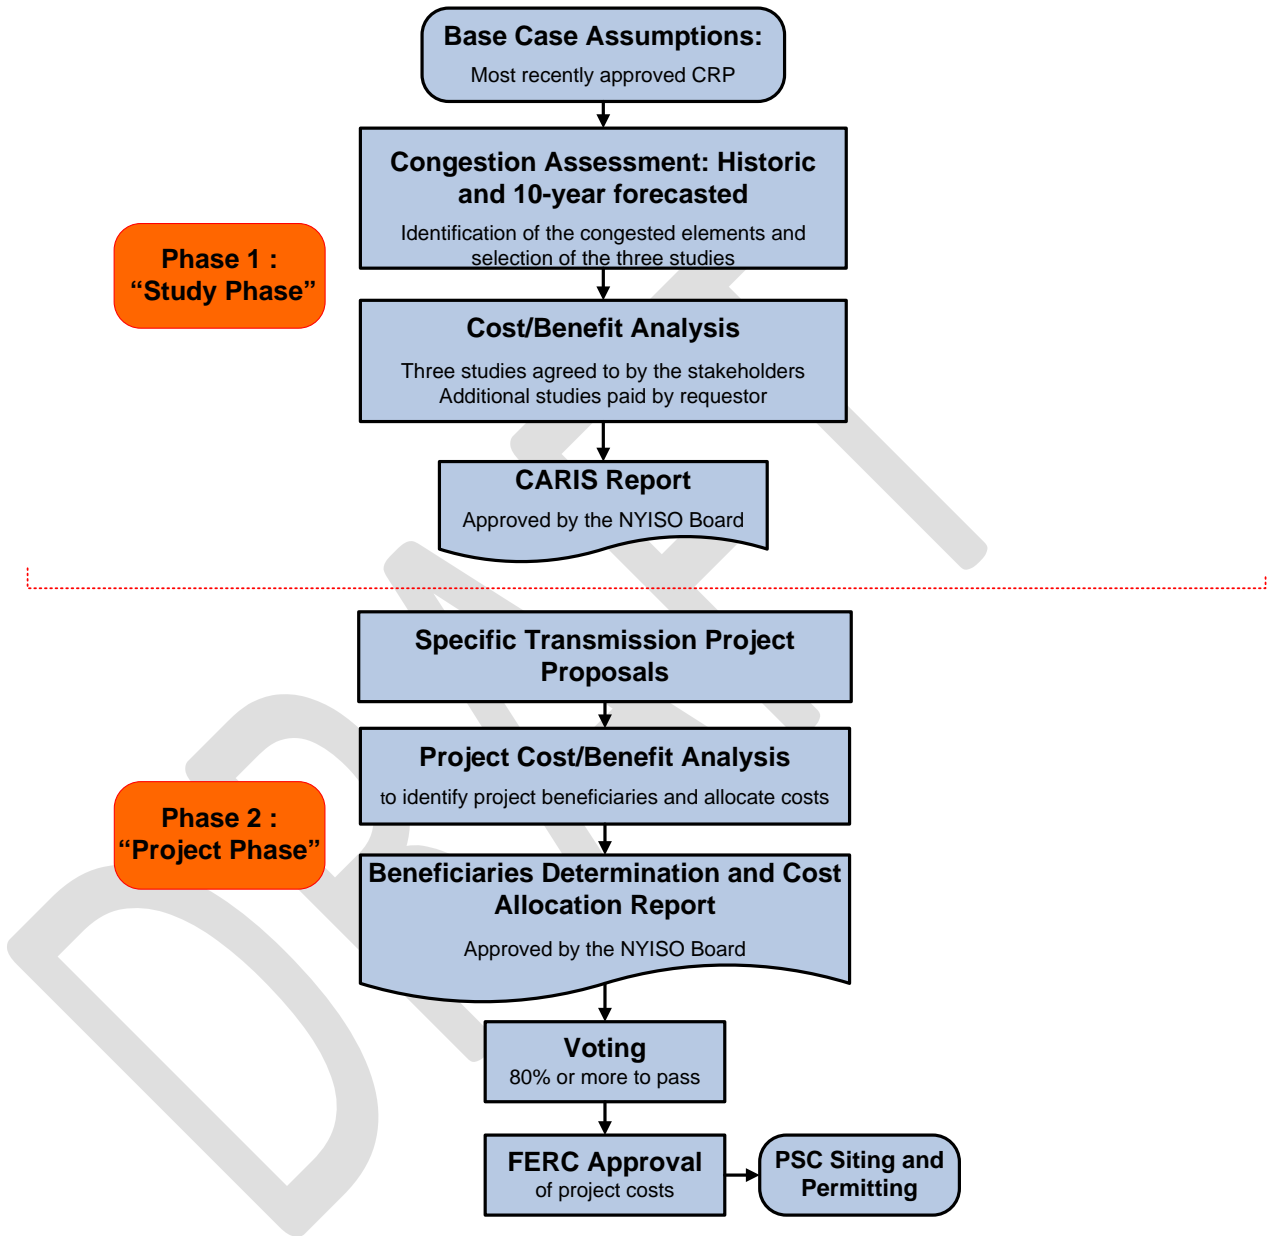 Base Case Assumptions:
Most recently approved CRP
Congestion Assessment: Historic
and 10-year forecasted
Identification of the congested elements and
selection of the three studies
Phase 1 :
“Study Phase”
Cost/Benefit Analysis
Three studies agreed to by the stakeholders
Additional studies paid by requestor
CARIS Report
Approved by the NYISO Board
Specific Transmission Project
Proposals
Project Cost/Benefit Analysis
to identify project beneficiaries and allocate costs
Phase 2 :
“Project Phase”
Beneficiaries Determination and Cost
Allocation Report
Approved by the NYISO Board
Voting
80% or more to pass
FERC Approval
of project costs
PSC Siting and
Permitting
DRAFT